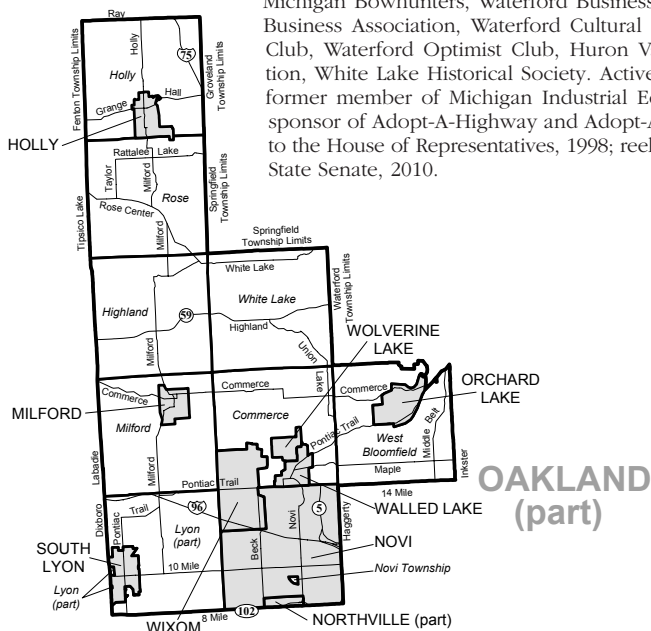 Michigan Bowhunters, Waterford Business
Business Association, Waterford Cultural
Club, Waterford Optimist Club, Huron V
tion, White Lake Historical Society. Active
former member of Michigan Industrial Ed
sponsor of Adopt-A-Highway and Adopt-A
to the House of Representatives, 1998; reel
State Senate, 2010.
Ray
Holly
75
Holly
Fenton Township Limits
Groveland
Township Limits
Hall
Grange
HOLLY
Rattalee Lake
Taylor
Milford
Rose
Springfield
Township Limits
Rose Center
Tipsico Lake
Milford
Springfield
Township Limits
White Lake
Waterford
Township Limits
Highland
59
White Lake
Highland
Milford
Union
WOLVERINE
LAKE
Lake
Commerce
Commerce
Commerce
ORCHARD
LAKE
MILFORD
Milford
Commerce
Pontiac Trail
West
Bloomfield
Middle Belt
Labadie
Milford
Maple
Inkster
OAKLAND
(part)
Pontiac Trail
14 Mile
WALLED LAKE
Dixboro
Pontiac
Trail
96
Lyon
(part)
5
Novi
Haggerty
NOVI
SOUTH
LYON
Beck
10 Mile
Novi Township
Lyon
(part)
8 Mile
102
NORTHVILLE (part)
WIXOM